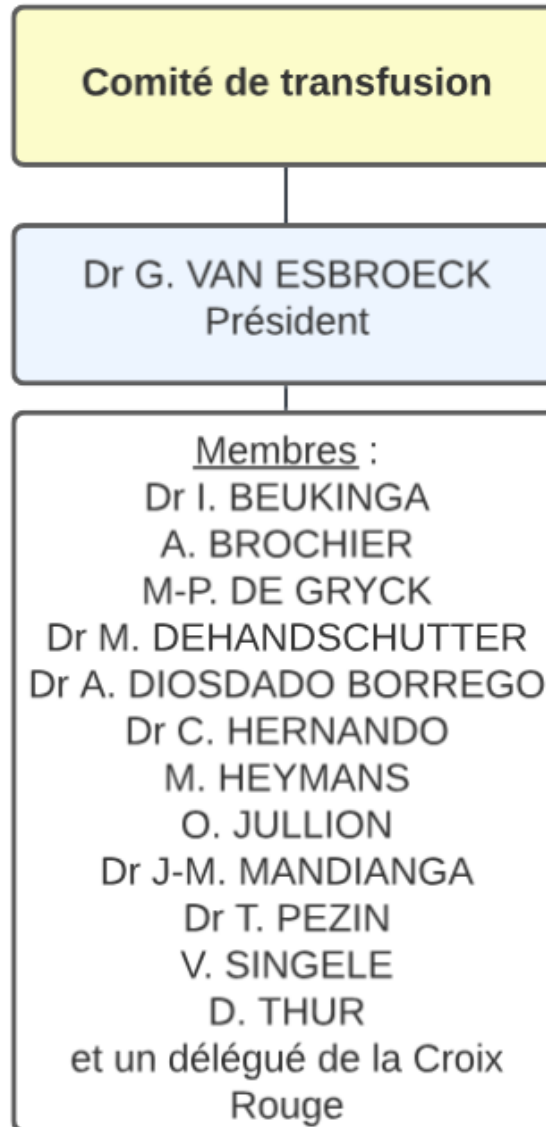 Comité de transfusion
Dr G. VAN ESBROECK
Président
Membres :
Dr I. BEUKINGA
A. BROCHIER
M-P. DE GRYCK
Dr M. DEHANDSCHUTTER
Dr A. DIOSDADO BORREGO
Dr C. HERNANDO
M. HEYMANS
O. JULLION
Dr J-M. MANDIANGA
Dr T. PEZIN
V. SINGELE
D. THUR
et un délégué de la Croix
Rouge